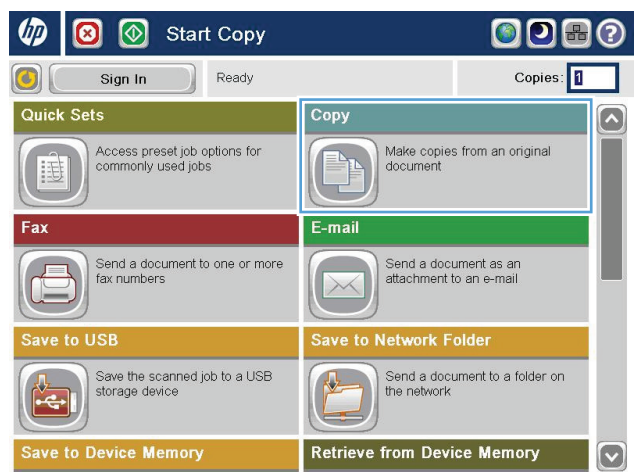 hp
Start Copy
?
Sign In
Ready
Copies: 1
Quick Sets
Access preset job options for
commonly used jobs
Copy
Make copies from an original
document
Fax
Send a document to one or more
fax numbers
E-mail
Send a document as an
attachment to an e-mail
Save to USB
Save the scanned job to a USB
storage device
Save to Network Folder
Send a document to a folder on
the network
Save to Device Memory
Retrieve from Device Memory